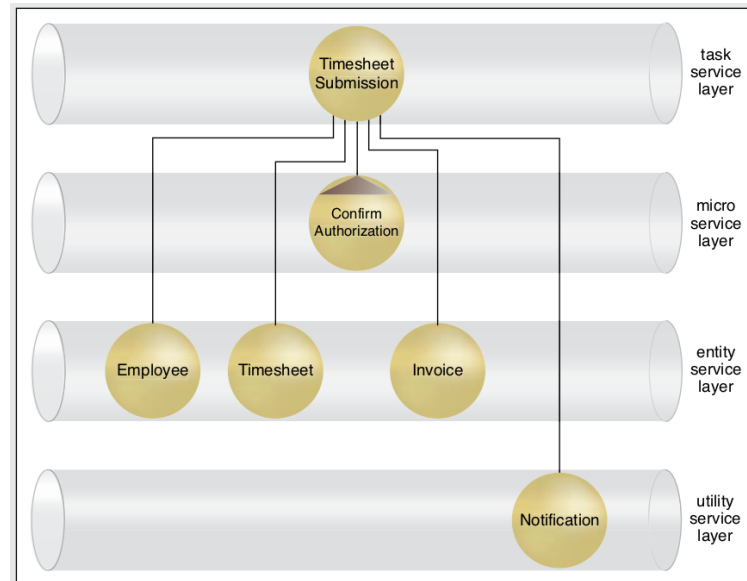 Timesheet
Submission
task
service
layer
Confirm
Authorization
micro
service
layer
Employee
Timesheet
Invoice
entity
service
layer
Notification
utility
service
layer